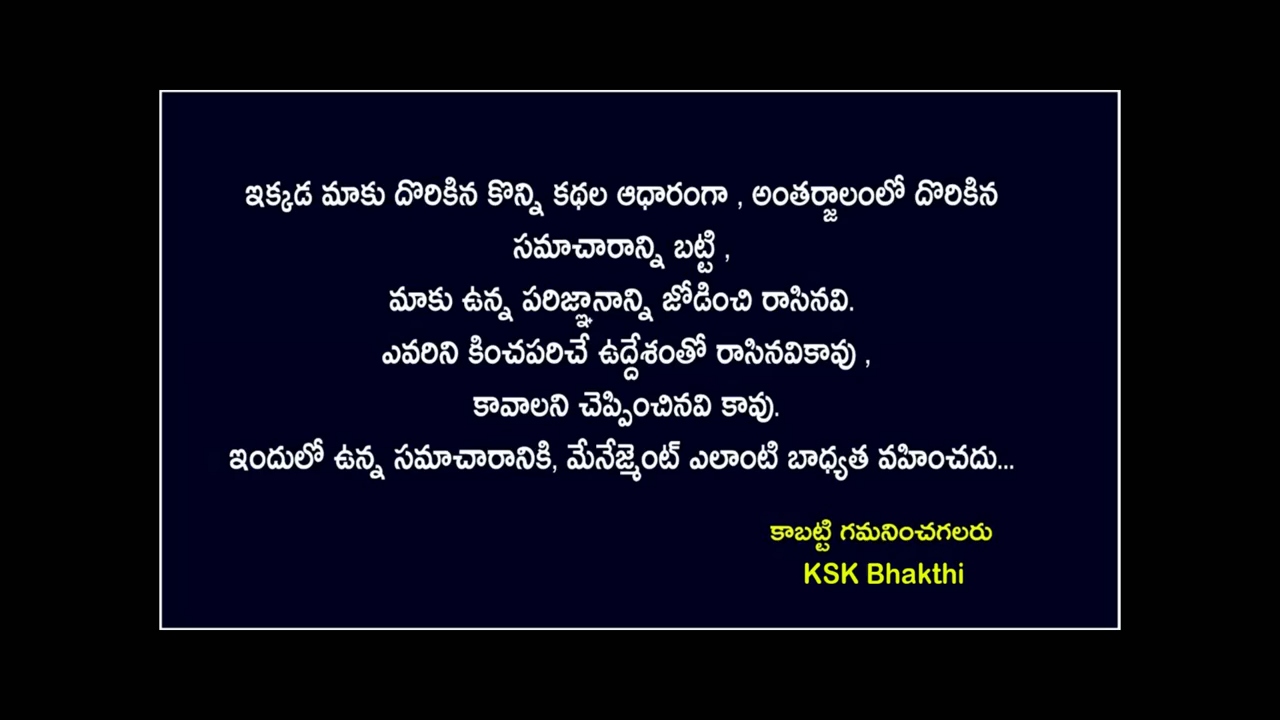 ఇక్కడ మాకు దొరికిన కొన్ని కథల ఆధారంగా , అంతర్జాలంలో దొరికిన
సమాచారాన్ని బట్టి ,
మాకు ఉన్న పరిజ్ఞానాన్ని జోడించి రాసినవి.
ఎవరిని కించపరిచే ఉద్దేశంతో రాసినవికావు ,
కావాలని చెప్పించినవి కావు.
ఇందులో ఉన్న సమాచారానికి, మేనేజ్మెంట్ ఎలాంటి బాధ్యత వహించదు...
కాబట్టి గమనించగలరు
KSK Bhakthi